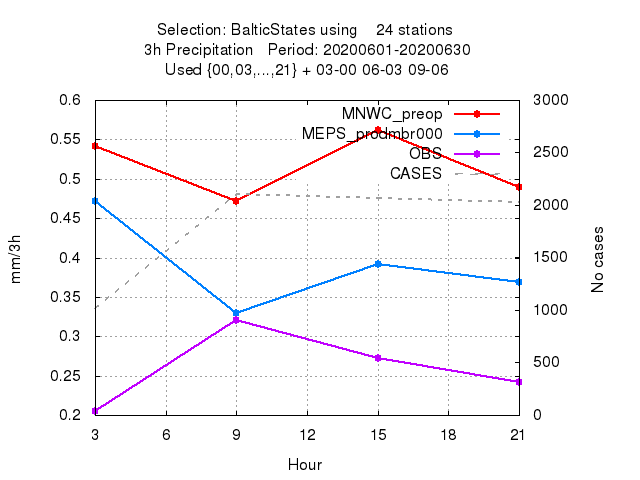 Selection: BalticStates using    24 stations
3h Precipitation   Period: 20200601-20200630
Used {00,03,...,21} + 03-00 06-03 09-06
0.6
0.55
0.5
0.45
0.4
0.35
0.3
0.25
0.2
mm/3h
MNWC_preop
MEPS_prodmbr000
OBS
CASES
3000
2500
2000
1500
1000
500
0
No cases
3 6 9 12 15 18 21
Hour